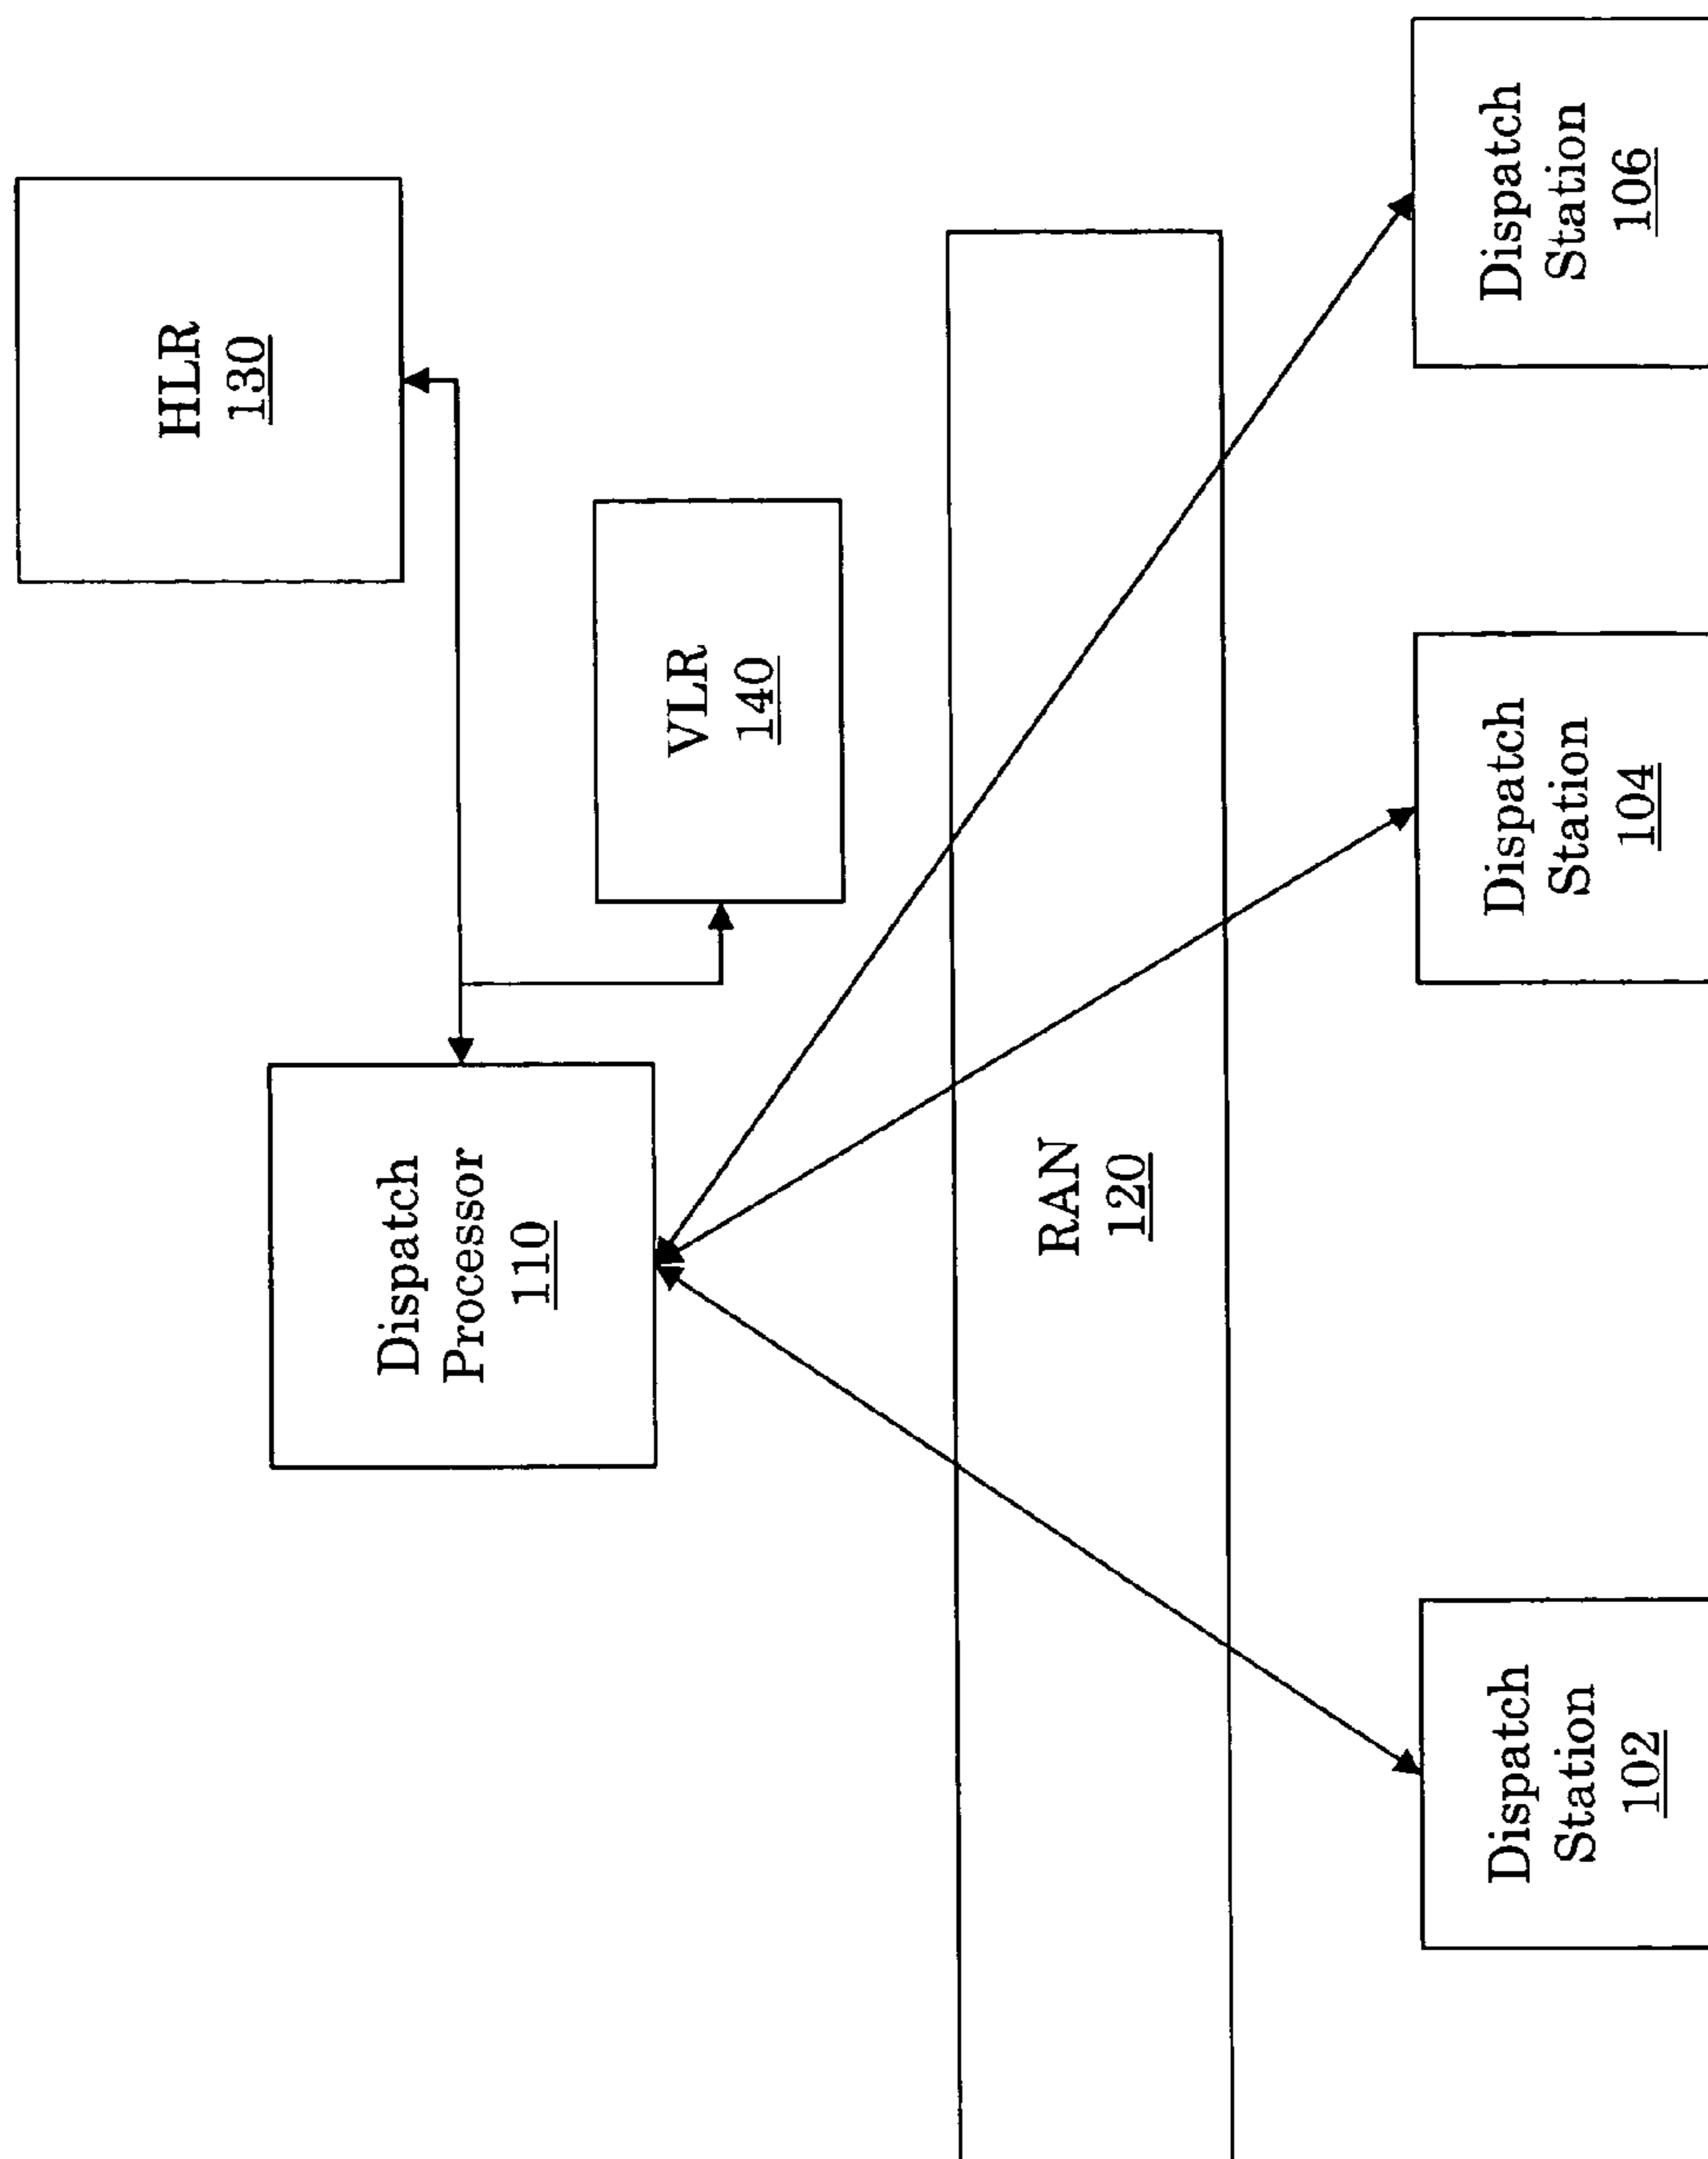 HLR
130
Dispatch
Processor
110
VLR
140
RAN
120
Dispatch
Station
102
Dispatch
Station
104
Dispatch
Station
106